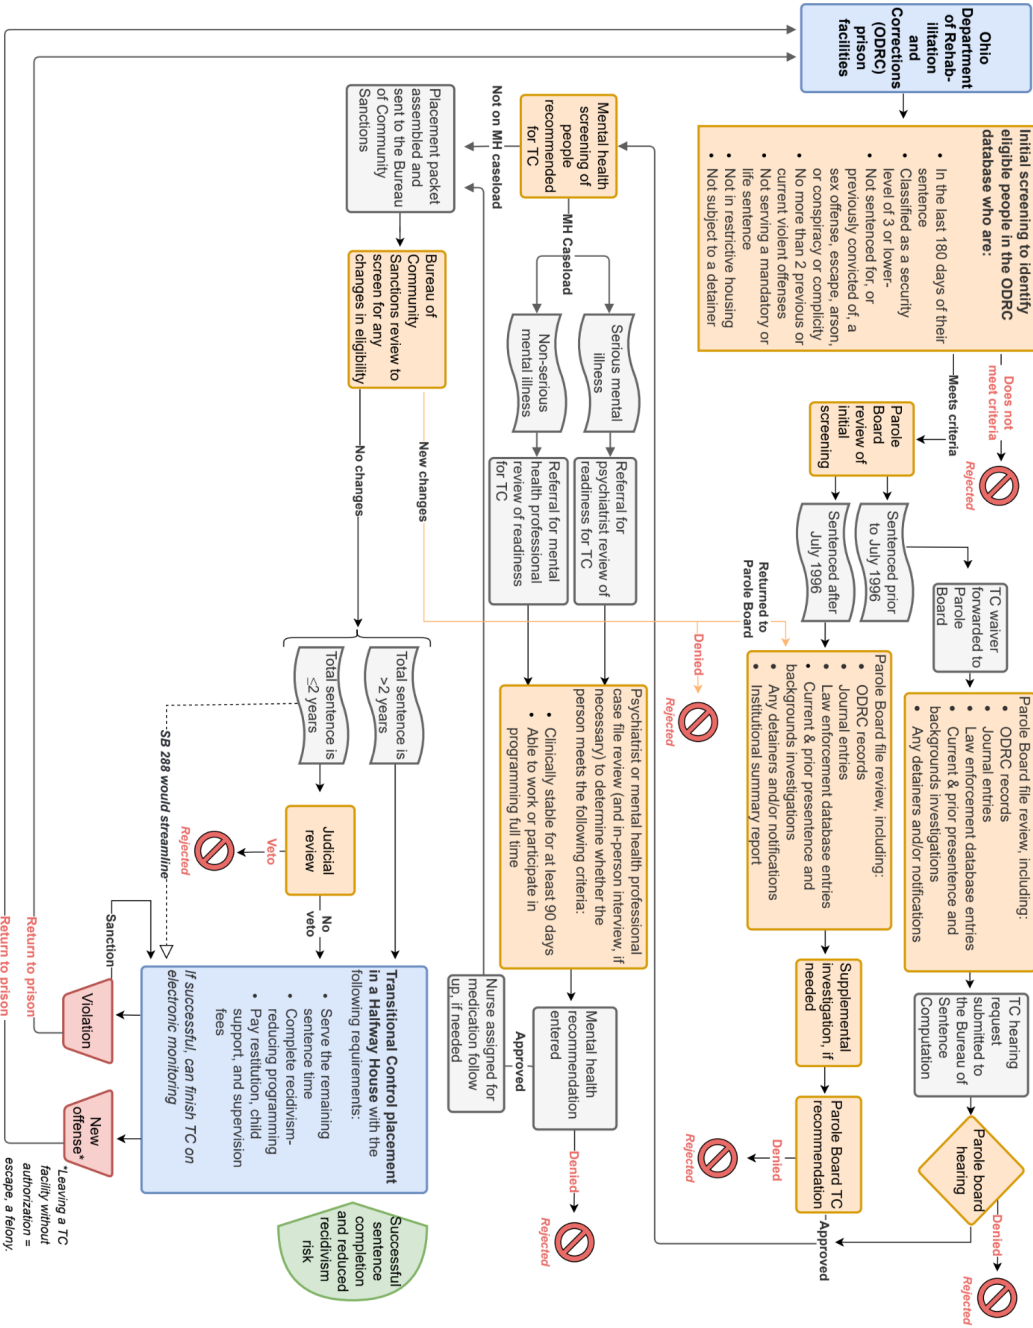 Ohio
Department
of Rehab-
ilitation
and
Corrections
(ODRC)
prison
facilities
Initial screening to identify
eligible people in the ODRC
database who are:
• In the last 180 days of their
sentence
• Classified as a security
level of 3 or lower-
• Not sentenced for, or
previously convicted of, a
sex offense, escape, arson,
or conspiracy or complicity
• No more than 2 previous or
current violent offenses
• Not serving a mandatory or
life sentence
• Not in restrictive housing
• Not subject to a detainer
Does not
meet criteria
Rejected
Meets criteria
Parole
Board
review of
initial
screening
Sentenced prior
to July 1996
Sentenced after
July 1996
TC waiver
forwarded to
Parole
Board
Parole Board file review, including:
• ODRC records
• Journal entries
• Law enforcement database entries
• Current & prior presentence and
backgrounds investigations
• Any detainers and/or notifications
TC hearing
request
submitted to
the Bureau of
Sentence
Computation
Parole board
hearing
Denied
Rejected
Returned to
Parole Board
Parole Board file review, including:
• ODRC records
• Journal entries
• Law enforcement database entries
• Current & prior presentence and
backgrounds investigations
• Any detainers and/or notifications
• Institutional summary report
Supplemental
investigation, if
needed
Parole Board TC
recommendation
Denied
Rejected
Approved
Mental health
screening of
people
recommended
for TC
Not on MH caseload
MH Caseload
Serious mental
illness
Non-serious
mental illness
Referral for
psychiatrist review of
readiness for TC
Referral for mental
health professional
review of readiness
for TC
Psychiatrist or mental health professional
case file review (and in-person interview, if
necessary) to determine whether the
person meets the following criteria:
• Clinically stable for at least 90 days
• Able to work or participate in
programming full time
Mental health
recommendation
entered
Denied
Rejected
Approved
Nurse assigned for
medication follow
up, if needed
Placement packet
assembled and
sent to the Bureau
of Community
Sanctions
Bureau of
Community
Sanctions review to
screen for any
changes in eligibility
New changes
Denied
Rejected
No changes
Total sentence is
>2 years
Total sentence is
≤2 years
Judicial
review
Veto
Rejected
No
veto
SB 288 would streamline
Transitional Control placement
in a Halfway House with the
following requirements:
• Serve the remaining
sentence time
• Complete recidivism-
reducing programming
• Pay restitution, child
support, and supervision
fees
If successful, can finish TC on
electronic monitoring
Successful
sentence
completion
and reduced
recidivism
risk
Sanction
Violation
New
offense*
Return to prison
Return to prison
*Leaving a TC
facility without
authorization =
escape, a felony.